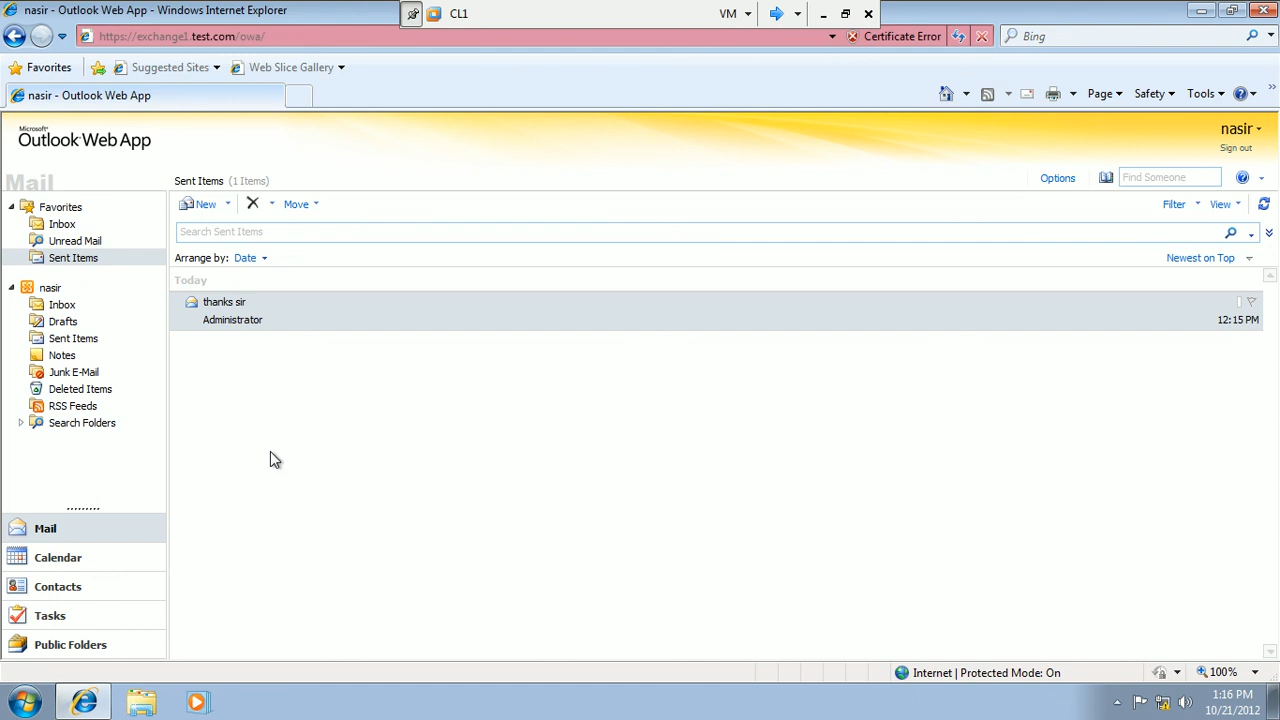 nasir - Outlook Web App - Windows Internet Explorer
CL1
VM
https://exchange1.test.com/owa/
Certificate Error
Bing
Favorites
Suggested Sites
Web Slice Gallery
nasir - Outlook Web App
Page
Safety
Tools
Microsoft
Outlook Web App
nasir
Sign out
Mail
Sent Items (1 Items)
Options
Find Someone
Favorites
Inbox
Unread Mail
Sent Items
nasir
Inbox
Drafts
Sent Items
Notes
Junk E-Mail
Deleted Items
RSS Feeds
Search Folders
Mail
Calendar
Contacts
Tasks
Public Folders
New
Move
Filter
View
Search Sent Items
Arrange by: Date
Newest on Top
Today
thanks sir
Administrator
12:15 PM
Internet | Protected Mode: On
100%
1:16 PM
10/21/2012